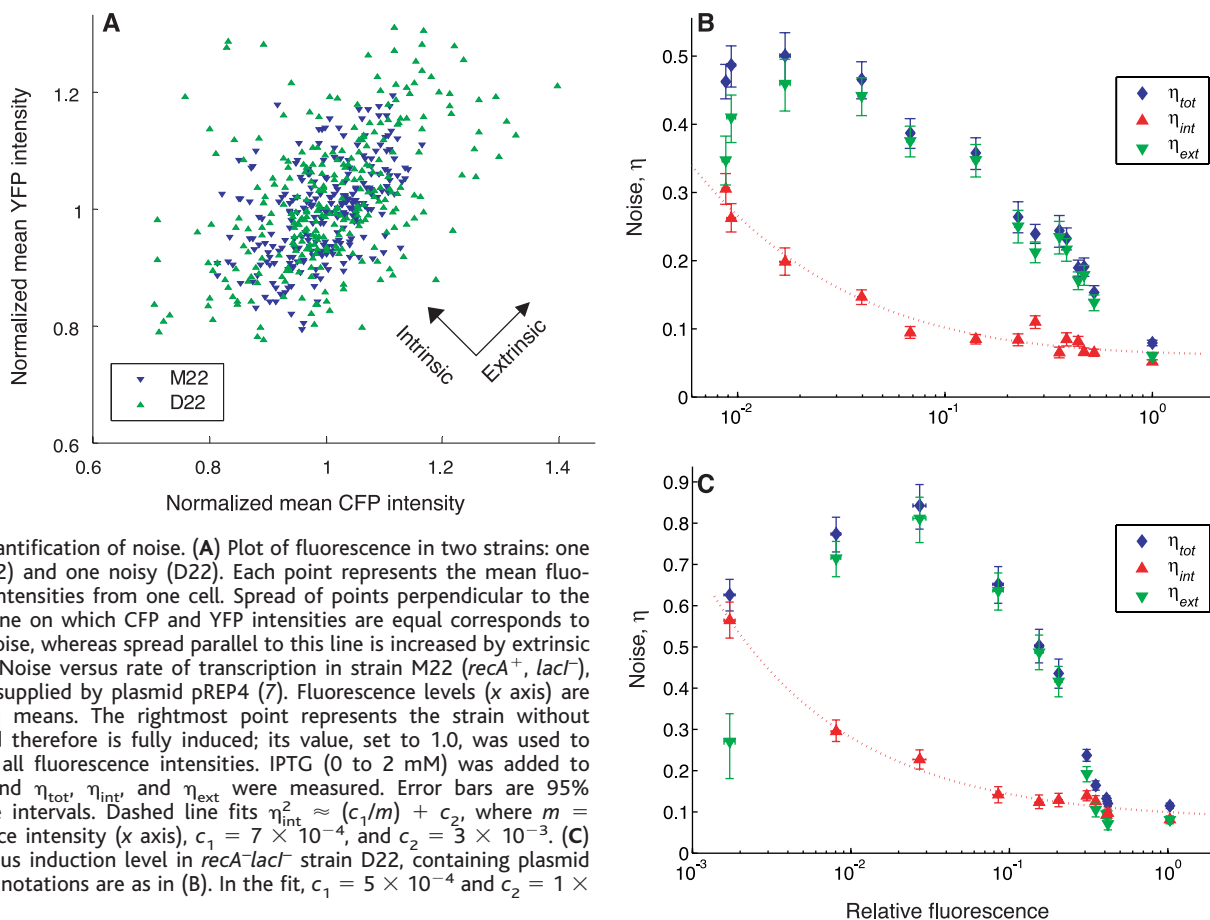 A
Normalized mean YFP intensity
1.2
1
0.8
0.6
0.6 0.8 1 1.2 1.4
Normalized mean CFP intensity
Intrinsic
Extrinsic
M22
D22
B
Noise, η
0.5
0.4
0.3
0.2
0.1
0
10⁻² 10⁻¹ 10⁰
η_tot
η_int
η_ext
C
Noise, η
0.9
0.8
0.7
0.6
0.5
0.4
0.3
0.2
0.1
0
10⁻³ 10⁻² 10⁻¹ 10⁰
Relative fluorescence
η_tot
η_int
η_ext
antification of noise. (A) Plot of fluorescence in two strains: one
2) and one noisy (D22). Each point represents the mean fluo-
ntensities from one cell. Spread of points perpendicular to the
ne on which CFP and YFP intensities are equal corresponds to
oise, whereas spread parallel to this line is increased by extrinsic
Noise versus rate of transcription in strain M22 (recA⁺, lacI⁻),
supplied by plasmid pREP4 (7). Fluorescence levels (x axis) are
means. The rightmost point represents the strain without
d therefore is fully induced; its value, set to 1.0, was used to
all fluorescence intensities. IPTG (0 to 2 mM) was added to
nd η_tot, η_int, and η_ext were measured. Error bars are 95%
e intervals. Dashed line fits η²_int ≈ (c₁/m) + c₂, where m =
ce intensity (x axis), c₁ = 7 × 10⁻⁴, and c₂ = 3 × 10⁻³. (C)
us induction level in recA⁻lacI⁻ strain D22, containing plasmid
notations are as in (B). In the fit, c₁ = 5 × 10⁻⁴ and c₂ = 1 ×